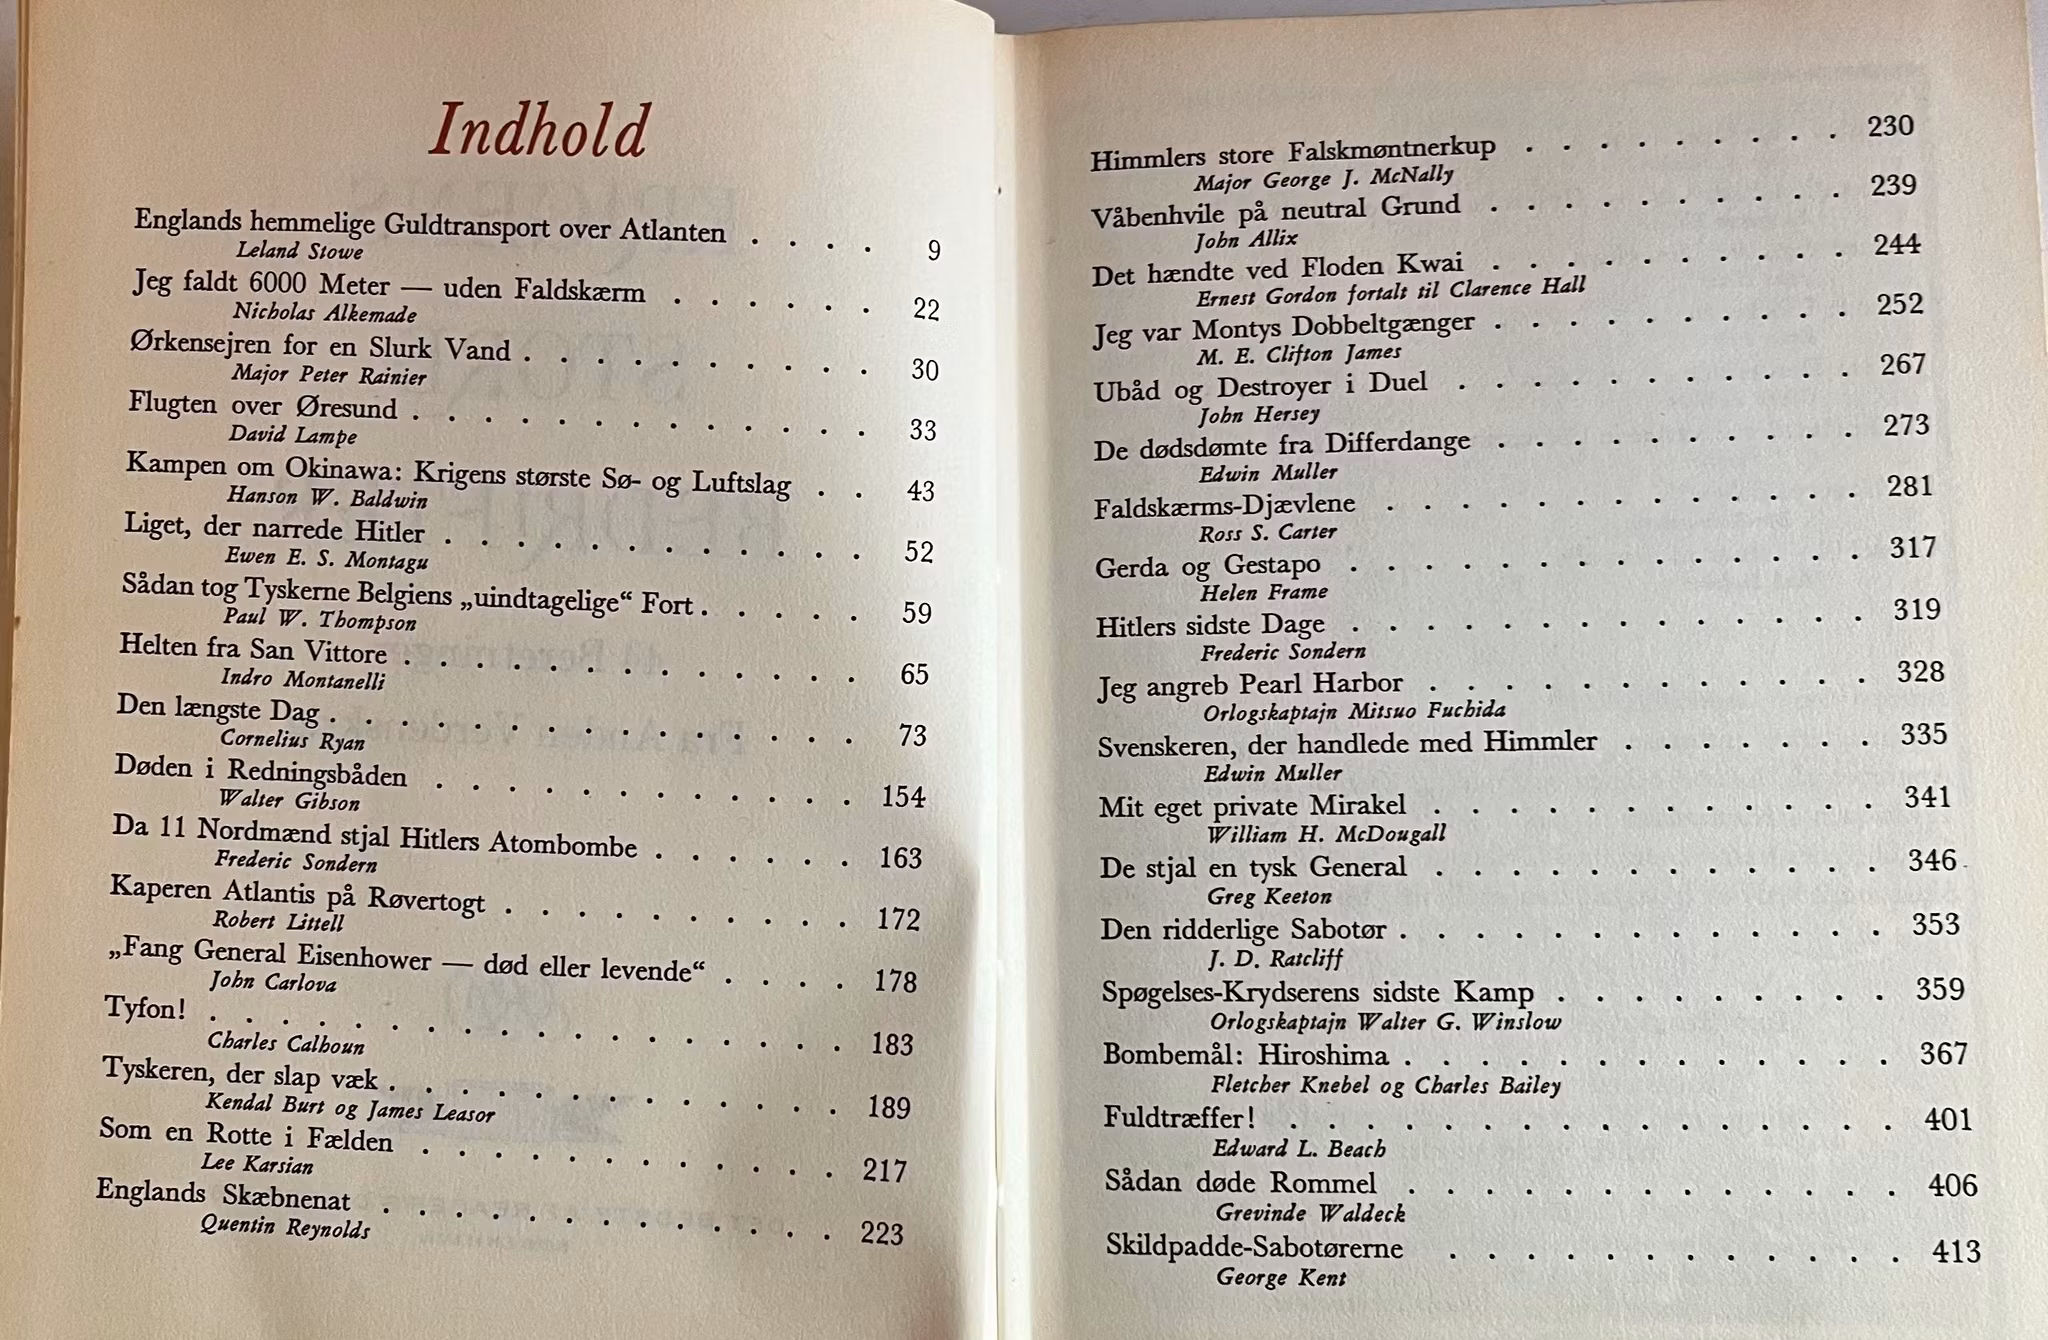 Indhold
Englands hemmelige Guldtransport over Atlanten . . . . 9
Leland Stowe
Jeg faldt 6000 Meter — uden Faldskærm . . . . . . 22
Nicholas Alkemade
Ørkensejren for en Slurk Vand . . . . . . . . . . 30
Major Peter Rainier
Flugten over Øresund . . . . . . . . . . . . . 33
David Lampe
Kampen om Okinawa: Krigens største Sø- og Luftslag . . 43
Hanson W. Baldwin
Liget, der narrede Hitler . . . . . . . . . . . . 52
Ewen E. S. Montagu
Sådan tog Tyskerne Belgiens „uindtagelige“ Fort . . . . . 59
Paul W. Thompson
Helten fra San Vittore . . . . . . . . . . . . . 65
Indro Montanelli
Den længste Dag . . . . . . . . . . . . . . . 73
Cornelius Ryan
Døden i Redningsbåden . . . . . . . . . . . . 154
Walter Gibson
Da 11 Nordmænd stjal Hitlers Atombombe . . . . . . 163
Frederic Sondern
Kaperen Atlantis på Røvertogt . . . . . . . . . . 172
Robert Littell
„Fang General Eisenhower — død eller levende“ . . . . 178
John Carlova
Tyfon! . . . . . . . . . . . . . . . . . . 183
Charles Calhoun
Tyskeren, der slap væk . . . . . . . . . . . . . 189
Kendal Burt og James Leasor
Som en Rotte i Fælden . . . . . . . . . . . . 217
Lee Karsian
Englands Skæbnenat . . . . . . . . . . . . . 223
Quentin Reynolds
Himmlers store Falskmøntnerkup . . . . . . . . . 230
Major George J. McNally
Våbenhvile på neutral Grund . . . . . . . . . . 239
John Allix
Det hændte ved Floden Kwai . . . . . . . . . . 244
Ernest Gordon fortalt til Clarence Hall
Jeg var Montys Dobbeltgænger . . . . . . . . . . 252
M. E. Clifton James
Ubåd og Destroyer i Duel . . . . . . . . . . . 267
John Hersey
De dødsdømte fra Differdange . . . . . . . . . . 273
Edwin Muller
Faldskærms-Djævlene . . . . . . . . . . . . . 281
Ross S. Carter
Gerda og Gestapo . . . . . . . . . . . . . . 317
Helen Frame
Hitlers sidste Dage . . . . . . . . . . . . . . 319
Frederic Sondern
Jeg angreb Pearl Harbor . . . . . . . . . . . . 328
Orlogskaptajn Mitsuo Fuchida
Svenskeren, der handlede med Himmler . . . . . . . 335
Edwin Muller
Mit eget private Mirakel . . . . . . . . . . . . 341
William H. McDougall
De stjal en tysk General . . . . . . . . . . . . 346
Greg Keeton
Den ridderlige Sabotør . . . . . . . . . . . . . 353
J. D. Ratcliff
Spøgelses-Krydserens sidste Kamp . . . . . . . . . 359
Orlogskaptajn Walter G. Winslow
Bombemål: Hiroshima . . . . . . . . . . . . . 367
Fletcher Knebel og Charles Bailey
Fuldtræffer! . . . . . . . . . . . . . . . . 401
Edward L. Beach
Sådan døde Rommel . . . . . . . . . . . . . 406
Grevinde Waldeck
Skildpadde-Sabotørerne . . . . . . . . . . . . 413
George Kent